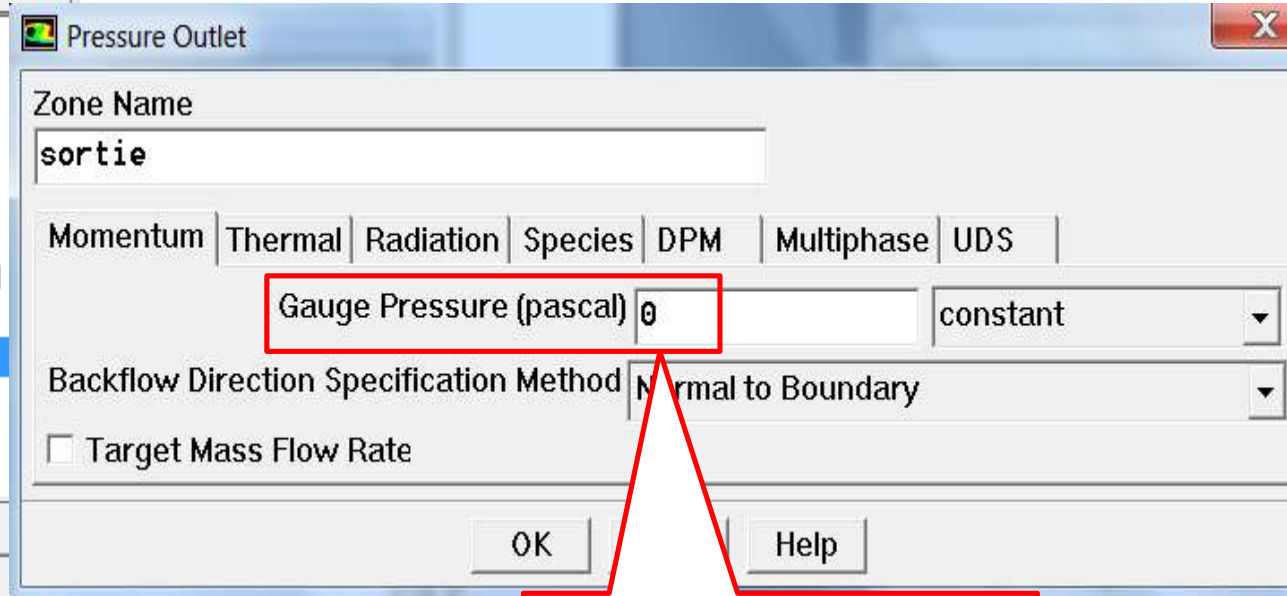 Pressure Outlet
X
Zone Name
sortie
Momentum Thermal Radiation Species DPM Multiphase UDS
Gauge Pressure (pascal) 0 constant
Backflow Direction Specification Method to Boundary
Target Mass Flow Rate
OK Help